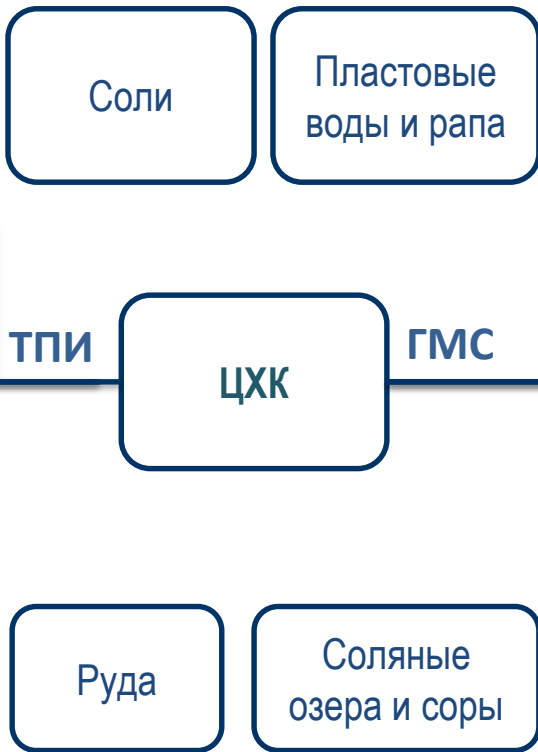 Соли
Пластовые
воды и рапа
ТПИ
ЦХК
ГМС
Руда
Соляные
озера и соры